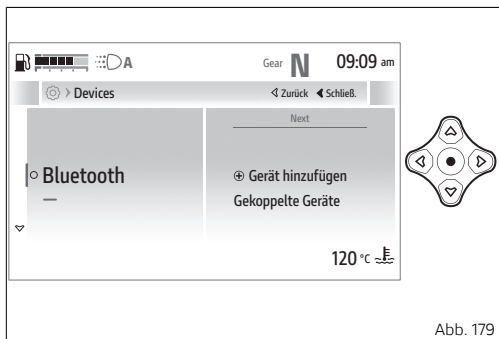 A Gear N 09:09 am
> Devices Zurück Schließ.
Next
Bluetooth
—
Gerät hinzufügen
Gekoppelte Geräte
120 °C
Abb. 179